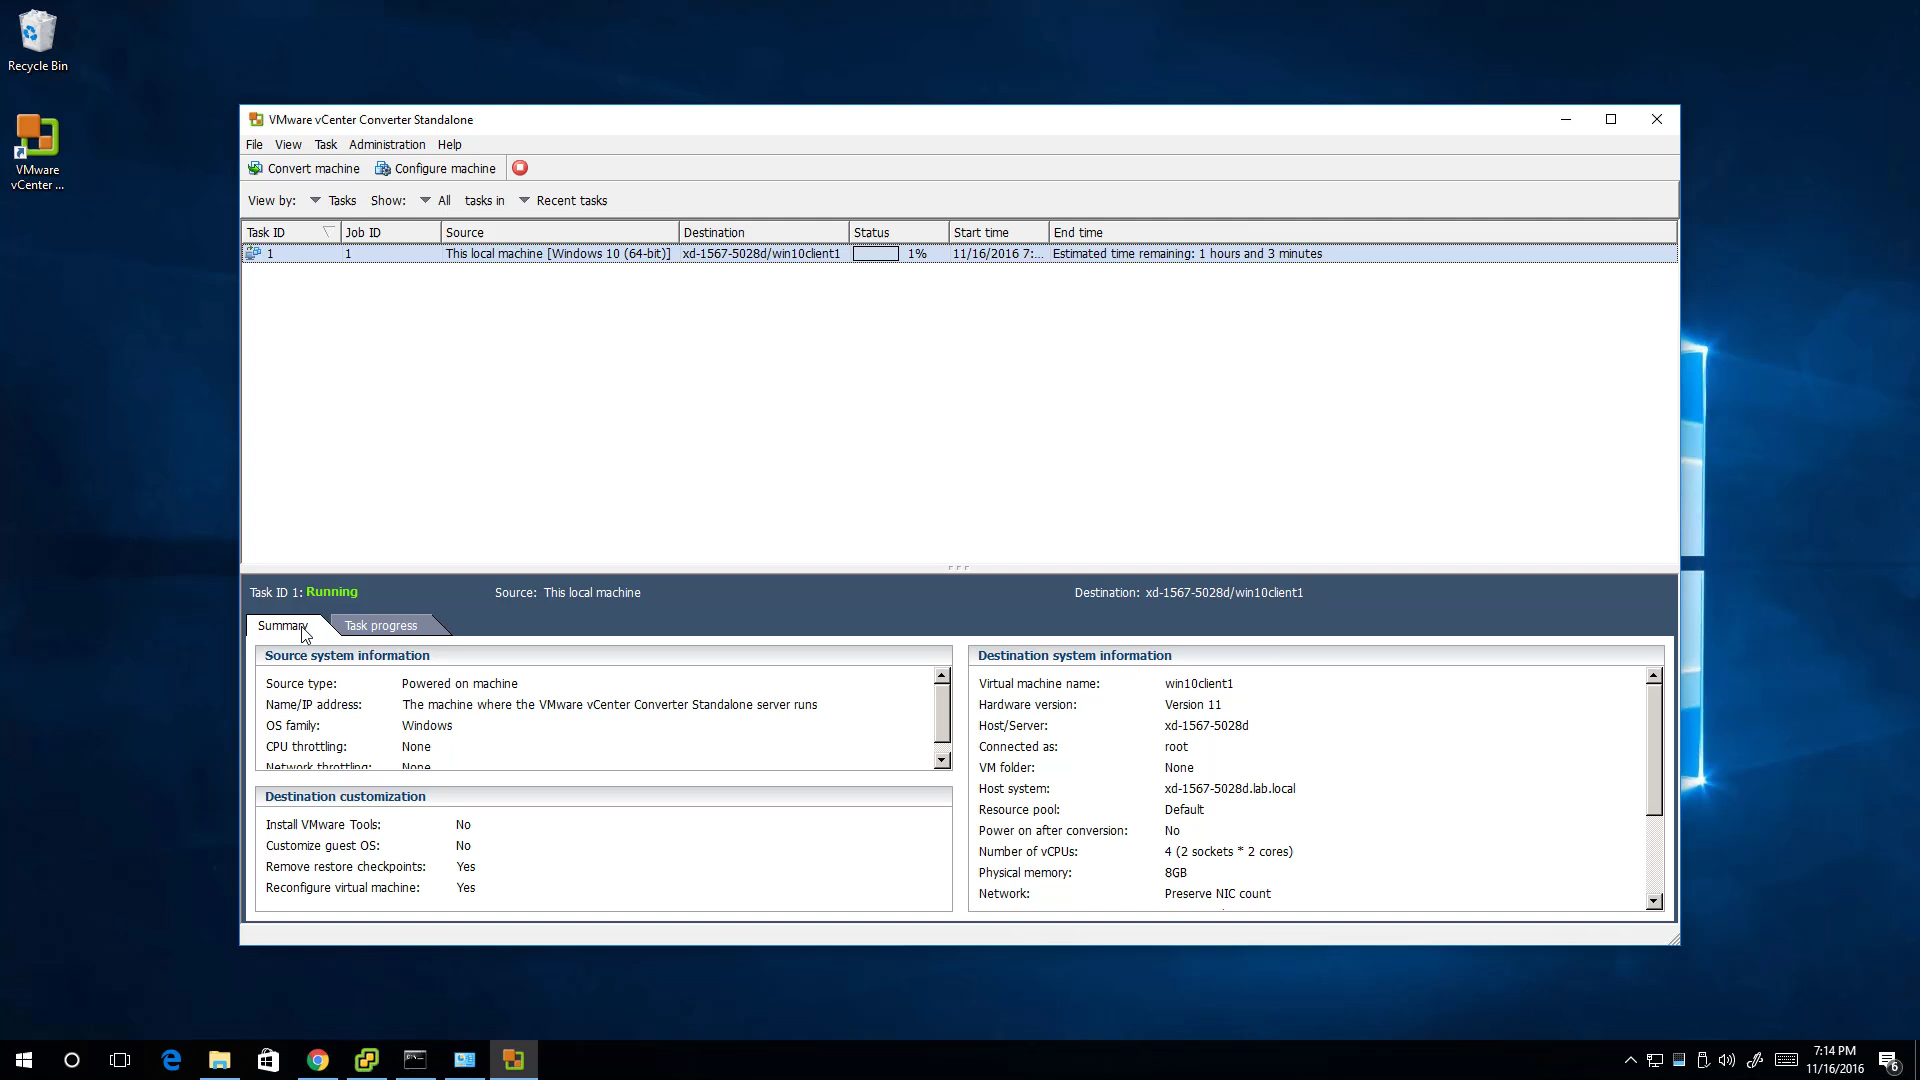 Recycle Bin
VMware
vCenter ...
VMware vCenter Converter Standalone
File View Task Administration Help
Convert machine Configure machine
View by: Tasks Show: All tasks in Recent tasks
Task ID Job ID Source Destination Status Start time End time
1 1 This local machine [Windows 10 (64-bit)] xd-1567-5028d/win10client1 1% 11/16/2016 7:... Estimated time remaining: 1 hours and 3 minutes
Task ID 1: Running Source: This local machine Destination: xd-1567-5028d/win10client1
Summary Task progress
Source system information
Source type: Powered on machine
Name/IP address: The machine where the VMware vCenter Converter Standalone server runs
OS family: Windows
CPU throttling: None
Network throttling: None
Destination customization
Install VMware Tools: No
Customize guest OS: No
Remove restore checkpoints: Yes
Reconfigure virtual machine: Yes
Destination system information
Virtual machine name: win10client1
Hardware version: Version 11
Host/Server: xd-1567-5028d
Connected as: root
VM folder: None
Host system: xd-1567-5028d.lab.local
Resource pool: Default
Power on after conversion: No
Number of vCPUs: 4 (2 sockets * 2 cores)
Physical memory: 8GB
Network: Preserve NIC count
7:14 PM
11/16/2016
6